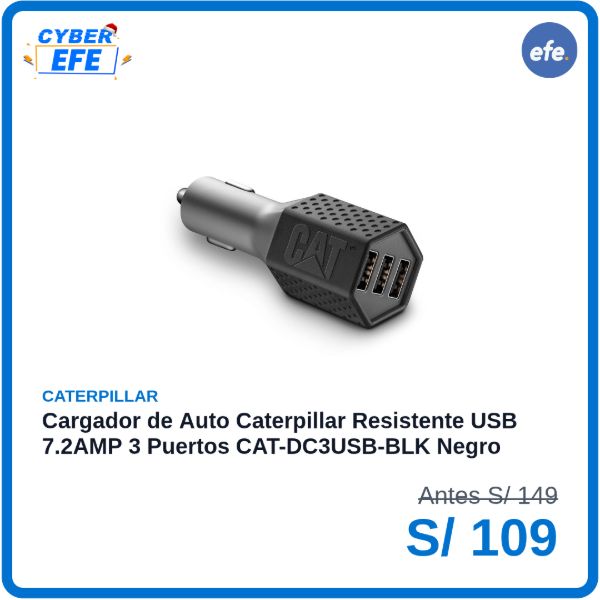 CYBER
EFE
efe.
CAT
CATERPILLAR
Cargador de Auto Caterpillar Resistente USB
7.2AMP 3 Puertos CAT-DC3USB-BLK Negro
Antes S/ 149
S/ 109